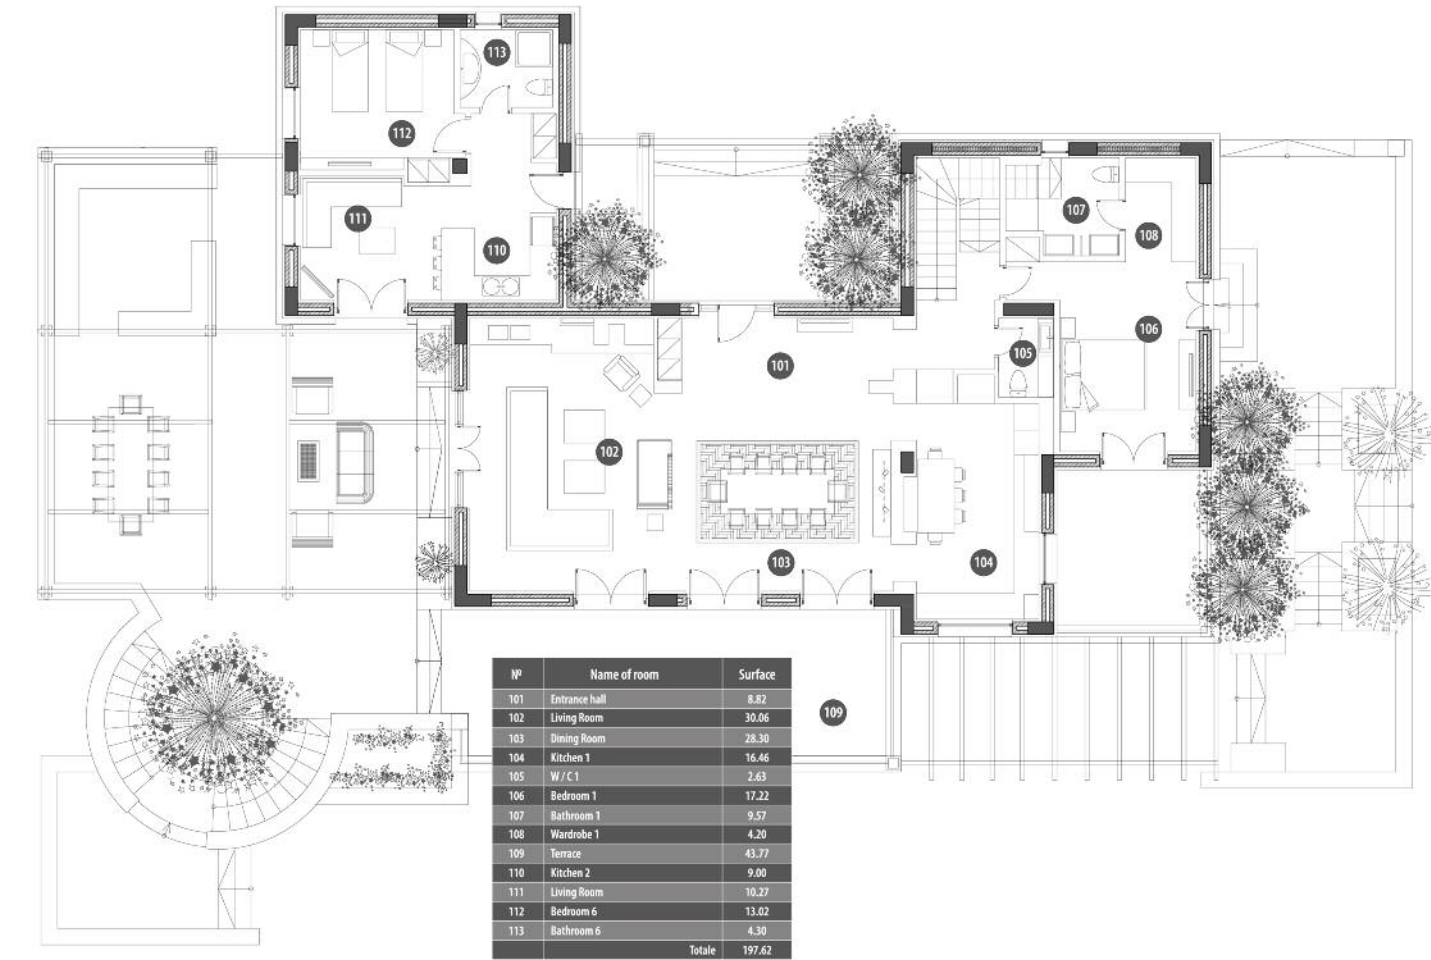 113
112
111
110
107
108
106
105
101
102
103
104
109
Nº Name of room Surface
101 Entrance hall 8.82
102 Living Room 30.06
103 Dining Room 28.30
104 Kitchen 1 16.46
105 W / C 1 2.63
106 Bedroom 1 17.22
107 Bathroom 1 9.57
108 Wardrobe 1 4.20
109 Terrace 43.77
110 Kitchen 2 9.00
111 Living Room 10.27
112 Bedroom 6 13.02
113 Bathroom 6 4.30
Totale 197.62